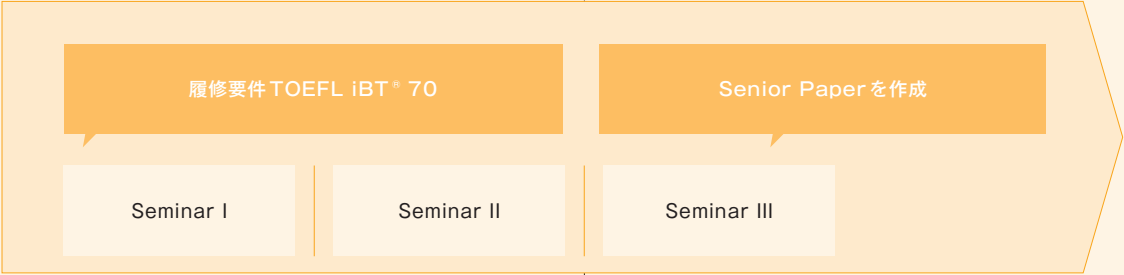 履修要件TOEFL iBT® 70
Senior Paperを作成
Seminar I
Seminar II
Seminar III